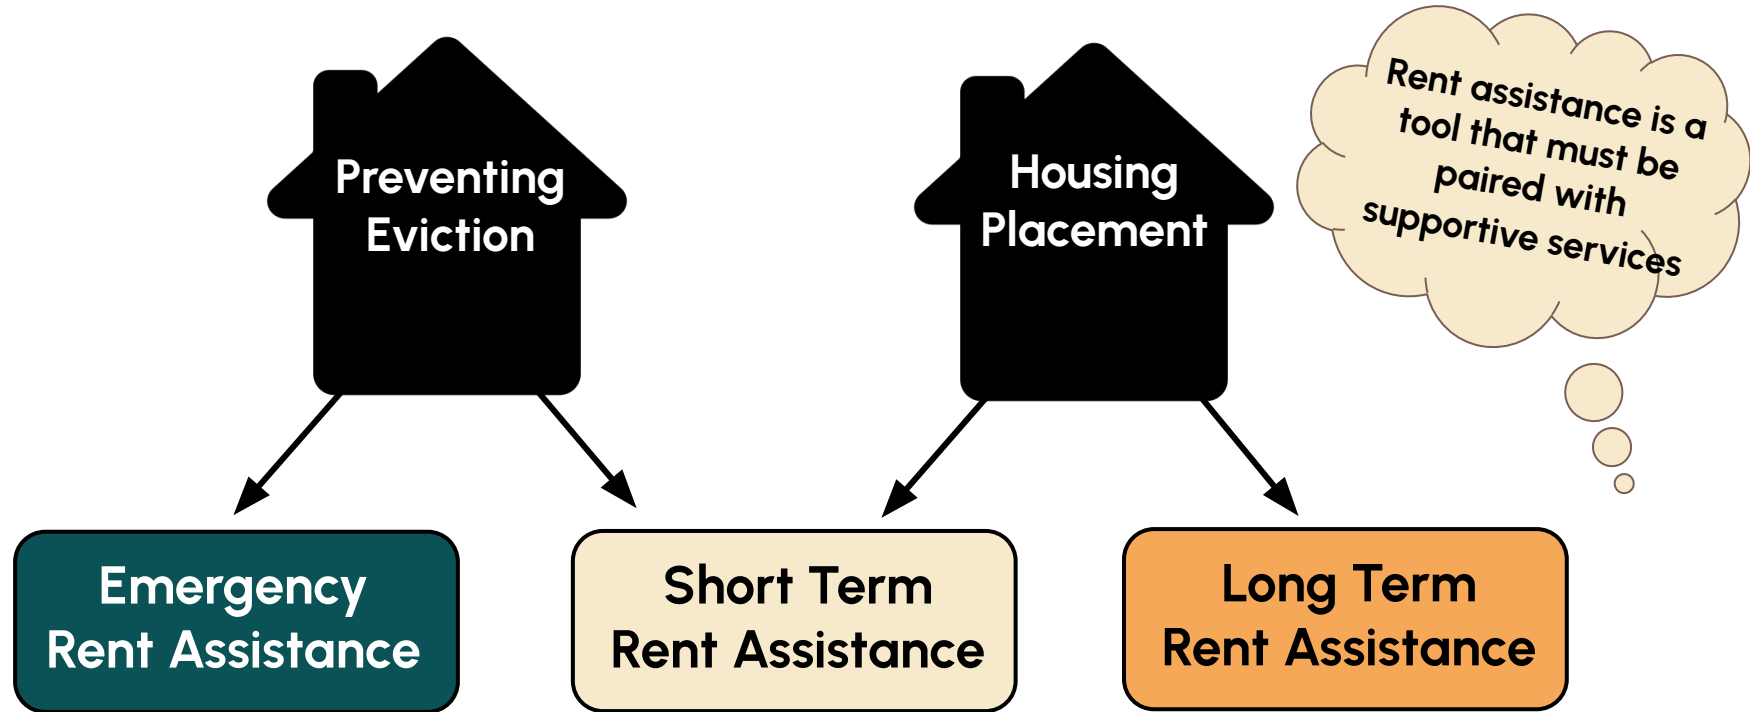 Preventing
Eviction
Housing
Placement
Rent assistance is a
tool that must be
paired with
supportive services
Emergency
Rent Assistance
Short Term
Rent Assistance
Long Term
Rent Assistance